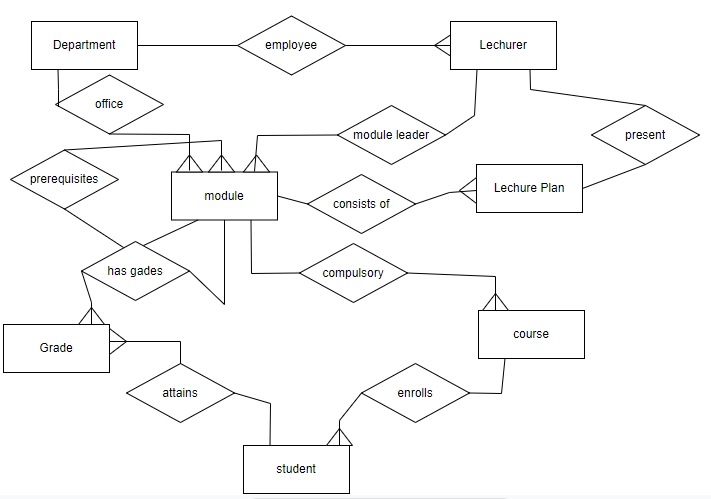 Department
employee
Lechurer
office
module leader
present
prerequisites
module
consists of
Lechure Plan
has gades
compulsory
Grade
course
attains
enrolls
student